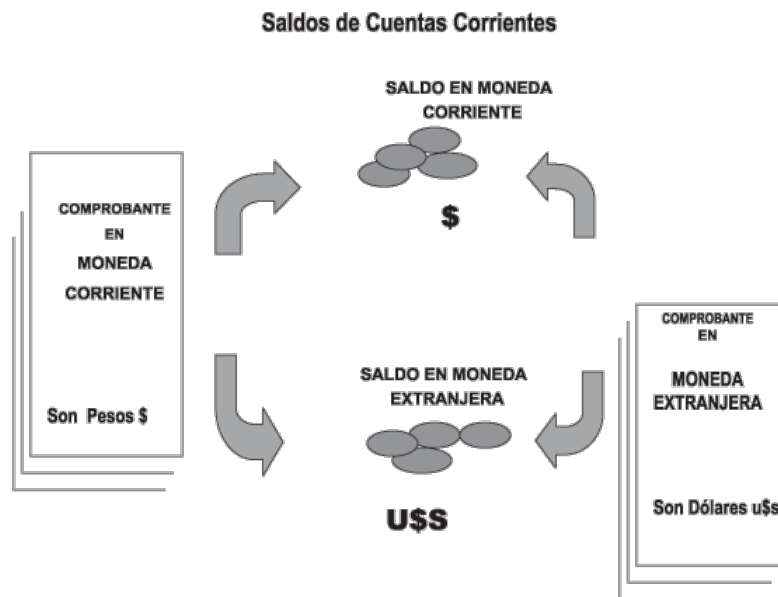 Saldos de Cuentas Corrientes
SALDO EN MONEDA
CORRIENTE
$
COMPROBANTE
EN
MONEDA
CORRIENTE
Son Pesos $
SALDO EN MONEDA
EXTRANJERA
U$S
COMPROBANTE
EN
MONEDA
EXTRANJERA
Son Dólares u$s